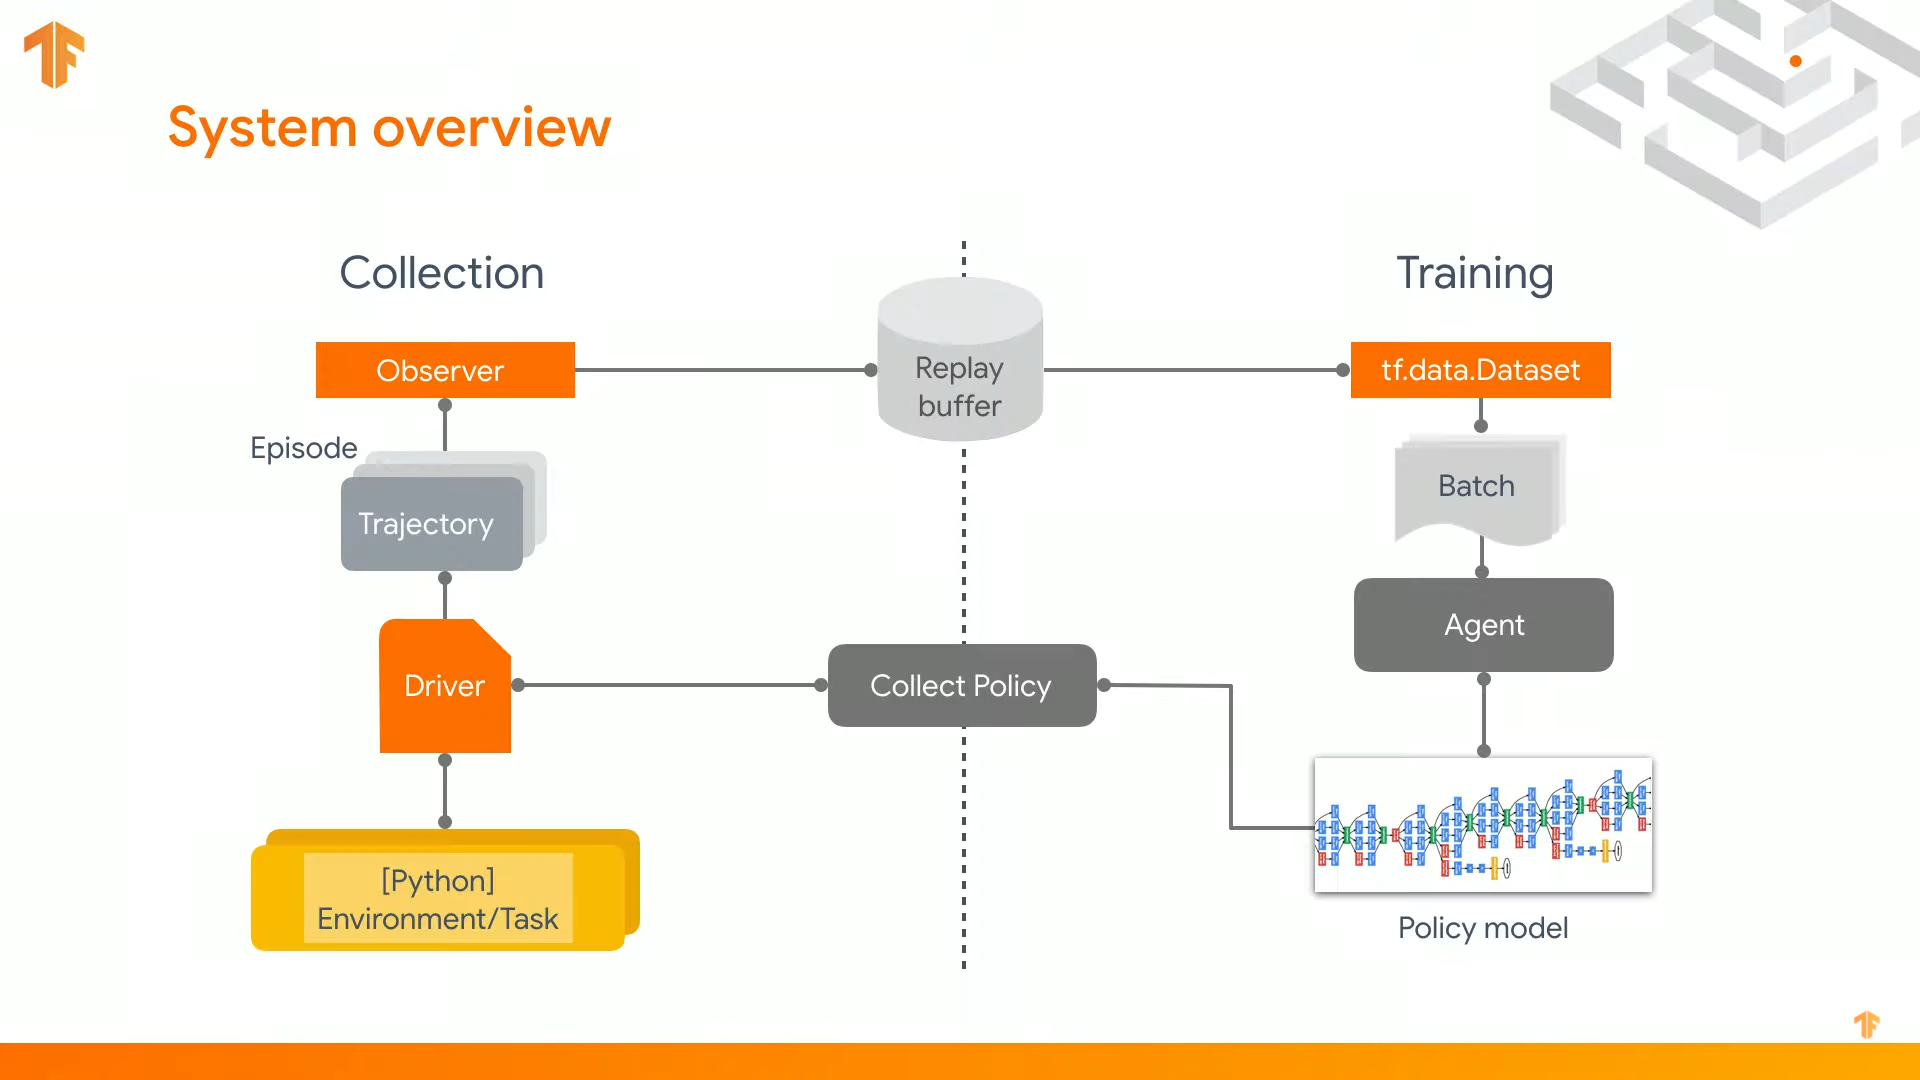 System overview
Collection
Training
Observer
Replay
buffer
tf.data.Dataset
Episode
Trajectory
Batch
Agent
Driver
Collect Policy
[Python]
Environment/Task
Policy model